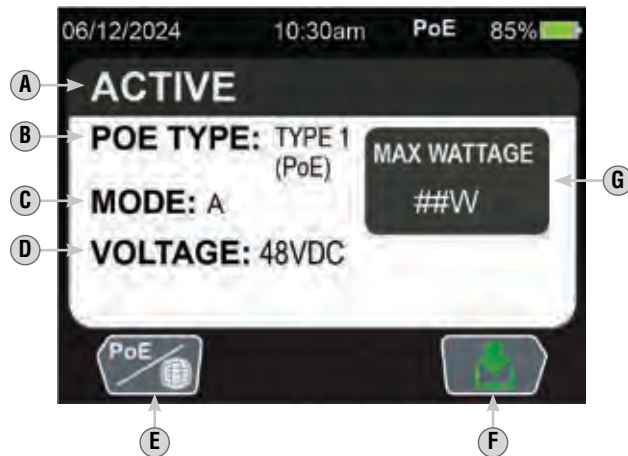 06/12/2024 10:30am PoE 85%
A ACTIVE
B POE TYPE: TYPE 1
(PoE)
MAX WATTAGE
G
C MODE: A
##W
D VOLTAGE: 48VDC
PoE
E F